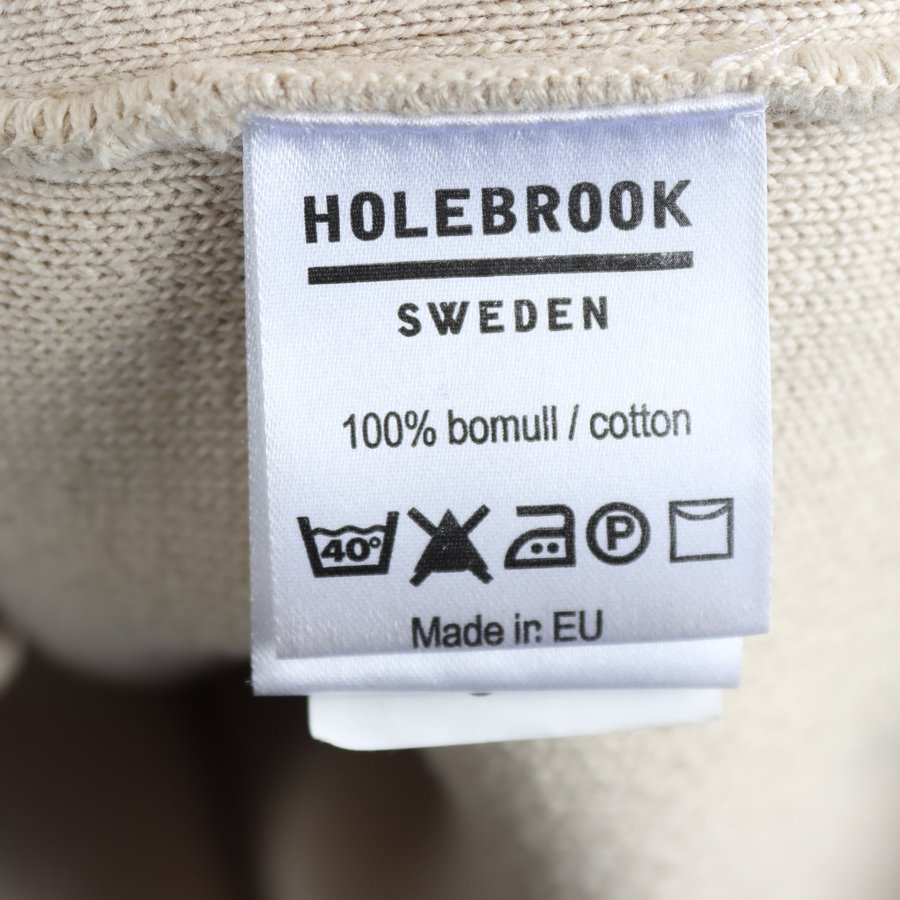 HOLEBROOK
SWEDEN
100% bomull / cotton
40°
P
Made in EU